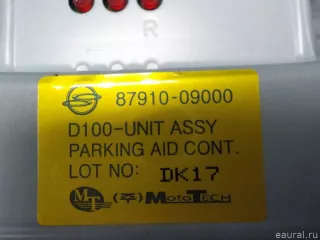 R
87910-09000
D100-UNIT ASSY
PARKING AID CONT.
LOT NO: DK17
MT (주) MOTOTECH
eaural.ru